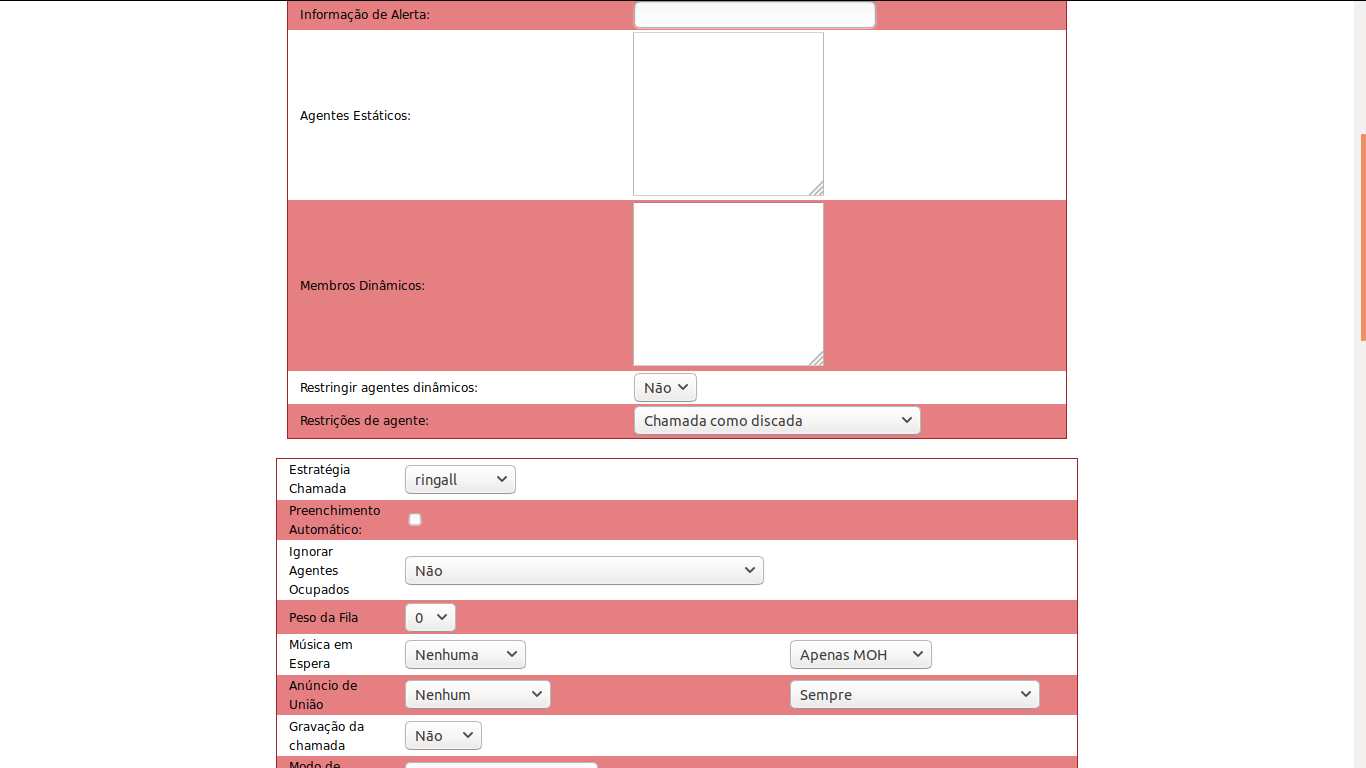 Informação de Alerta:
Agentes Estáticos:
Membros Dinâmicos:
Restringir agentes dinâmicos:
Não
Restrições de agente:
Chamada como discada
Estratégia
Chamada
ringall
Preenchimento
Automático:
Ignorar
Agentes
Ocupados
Não
Peso da Fila
0
Música em
Espera
Nenhuma
Apenas MOH
Anúncio de
União
Nenhum
Sempre
Gravação da
chamada
Não
Modo de